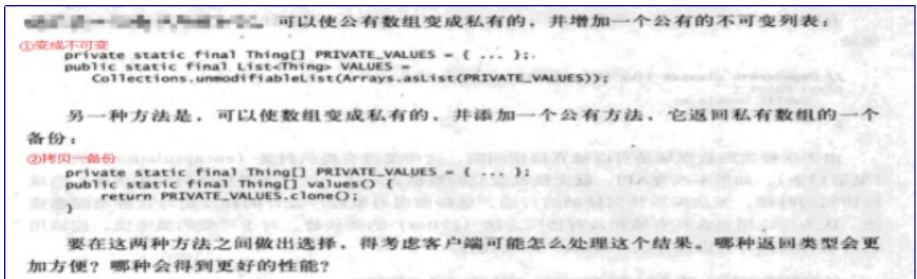 可以使公有数组变成私有的，并增加一个公有的不可变列表：
①变成不可变
private static final Thing[] PRIVATE_VALUES = { ... };
public static final List<Thing> VALUES =
Collections.unmodifiableList(Arrays.asList(PRIVATE_VALUES));
另一种方法是，可以使数组变成私有的，并添加一个公有方法，它返回私有数组的一个
备份：
②拷贝一备份
private static final Thing[] PRIVATE_VALUES = { ... };
public static final Thing[] values() {
return PRIVATE_VALUES.clone();
}
要在这两种方法之间做出选择，得考虑客户端可能怎么处理这个结果。哪种返回类型会更
加方便？哪种会得到更好的性能？